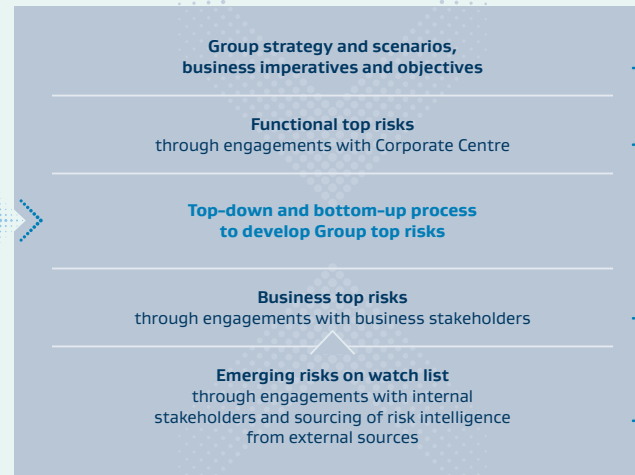 Group strategy and scenarios,
business imperatives and objectives
Functional top risks
through engagements with Corporate Centre
Top-down and bottom-up process
to develop Group top risks
Business top risks
through engagements with business stakeholders
Emerging risks on watch list
through engagements with internal
stakeholders and sourcing of risk intelligence
from external sources